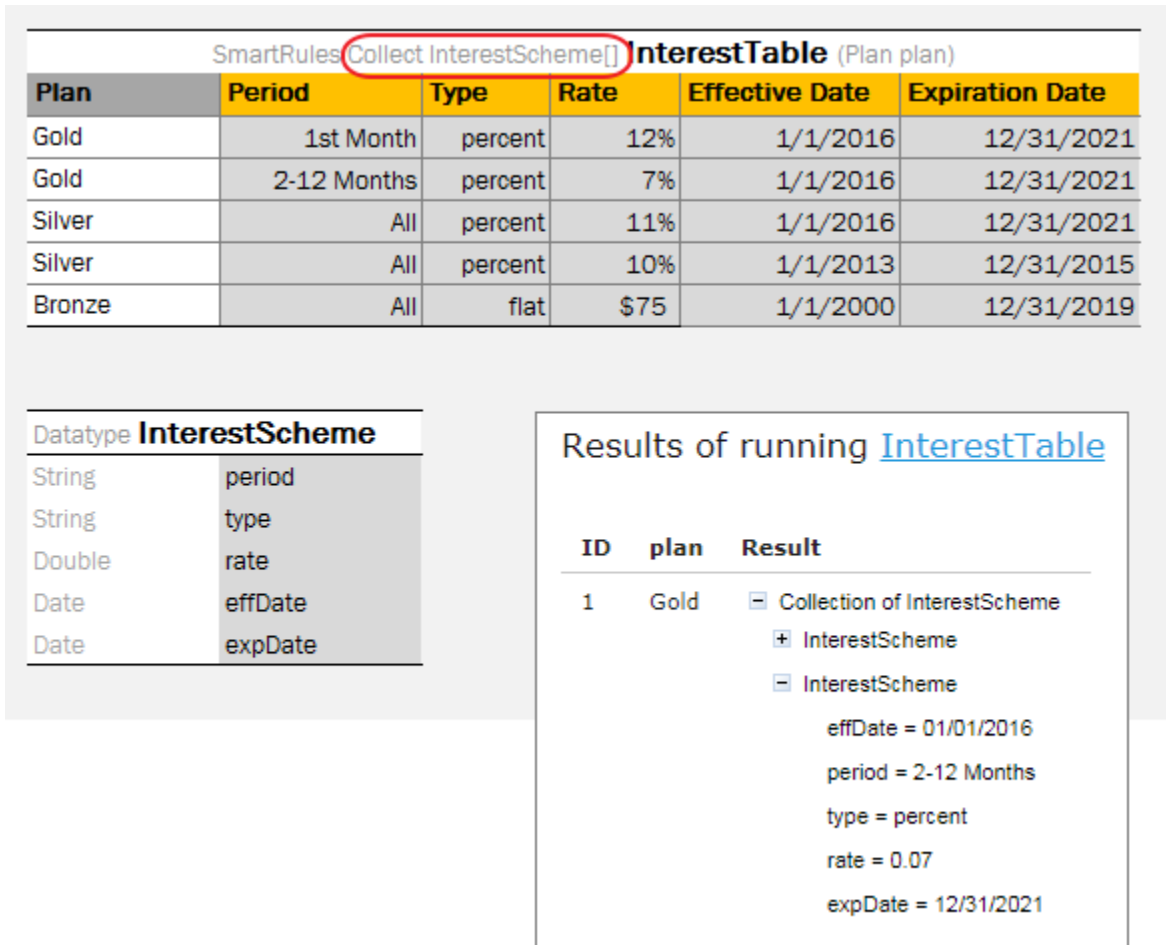 SmartRules Collect InterestScheme[] InterestTable (Plan plan)
Plan Period Type Rate Effective Date Expiration Date
Gold 1st Month percent 12% 1/1/2016 12/31/2021
Gold 2-12 Months percent 7% 1/1/2016 12/31/2021
Silver All percent 11% 1/1/2016 12/31/2021
Silver All percent 10% 1/1/2013 12/31/2015
Bronze All flat $75 1/1/2000 12/31/2019
Datatype InterestScheme
String period
String type
Double rate
Date effDate
Date expDate
Results of running InterestTable
ID plan Result
1 Gold Collection of InterestScheme
InterestScheme
InterestScheme
effDate = 01/01/2016
period = 2-12 Months
type = percent
rate = 0.07
expDate = 12/31/2021